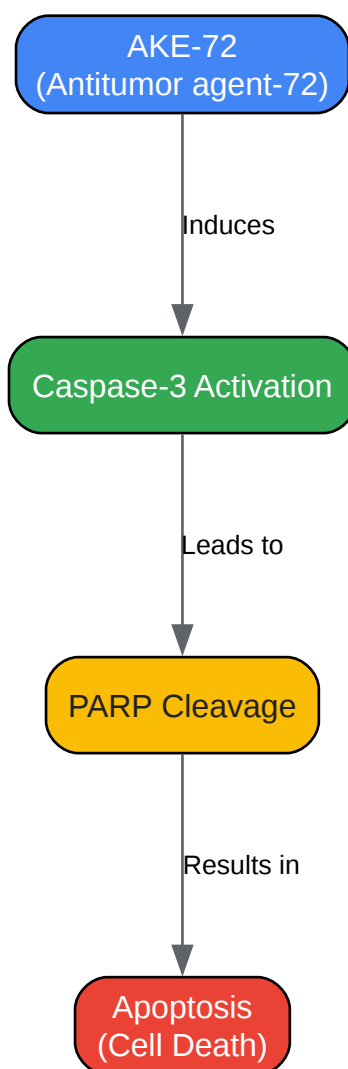 AKE-72
(Antitumor agent-72)
Induces
Caspase-3 Activation
Leads to
PARP Cleavage
Results in
Apoptosis
(Cell Death)